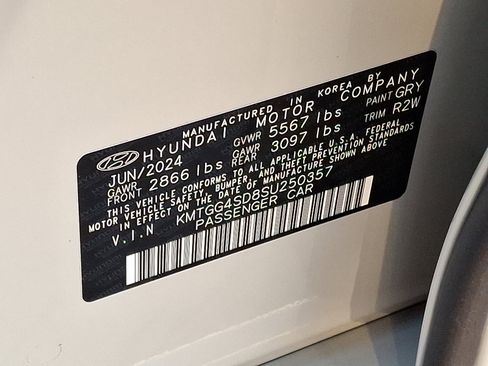 MANUFACTURED IN KOREA BY
HYUNDAI MOTOR COMPANY
JUN/2024 GVWR 5567 lbs PAINT GRY
GAWR FRONT 2866 lbs GAWR REAR 3097 lbs TRIM R2W
THIS VEHICLE CONFORMS TO ALL APPLICABLE U.S.A. FEDERAL
MOTOR VEHICLE SAFETY, BUMPER, AND THEFT PREVENTION STANDARDS
IN EFFECT ON THE DATE OF MANUFACTURE SHOWN ABOVE
V.I.N KMTGG4SD8SU250357
PASSENGER CAR